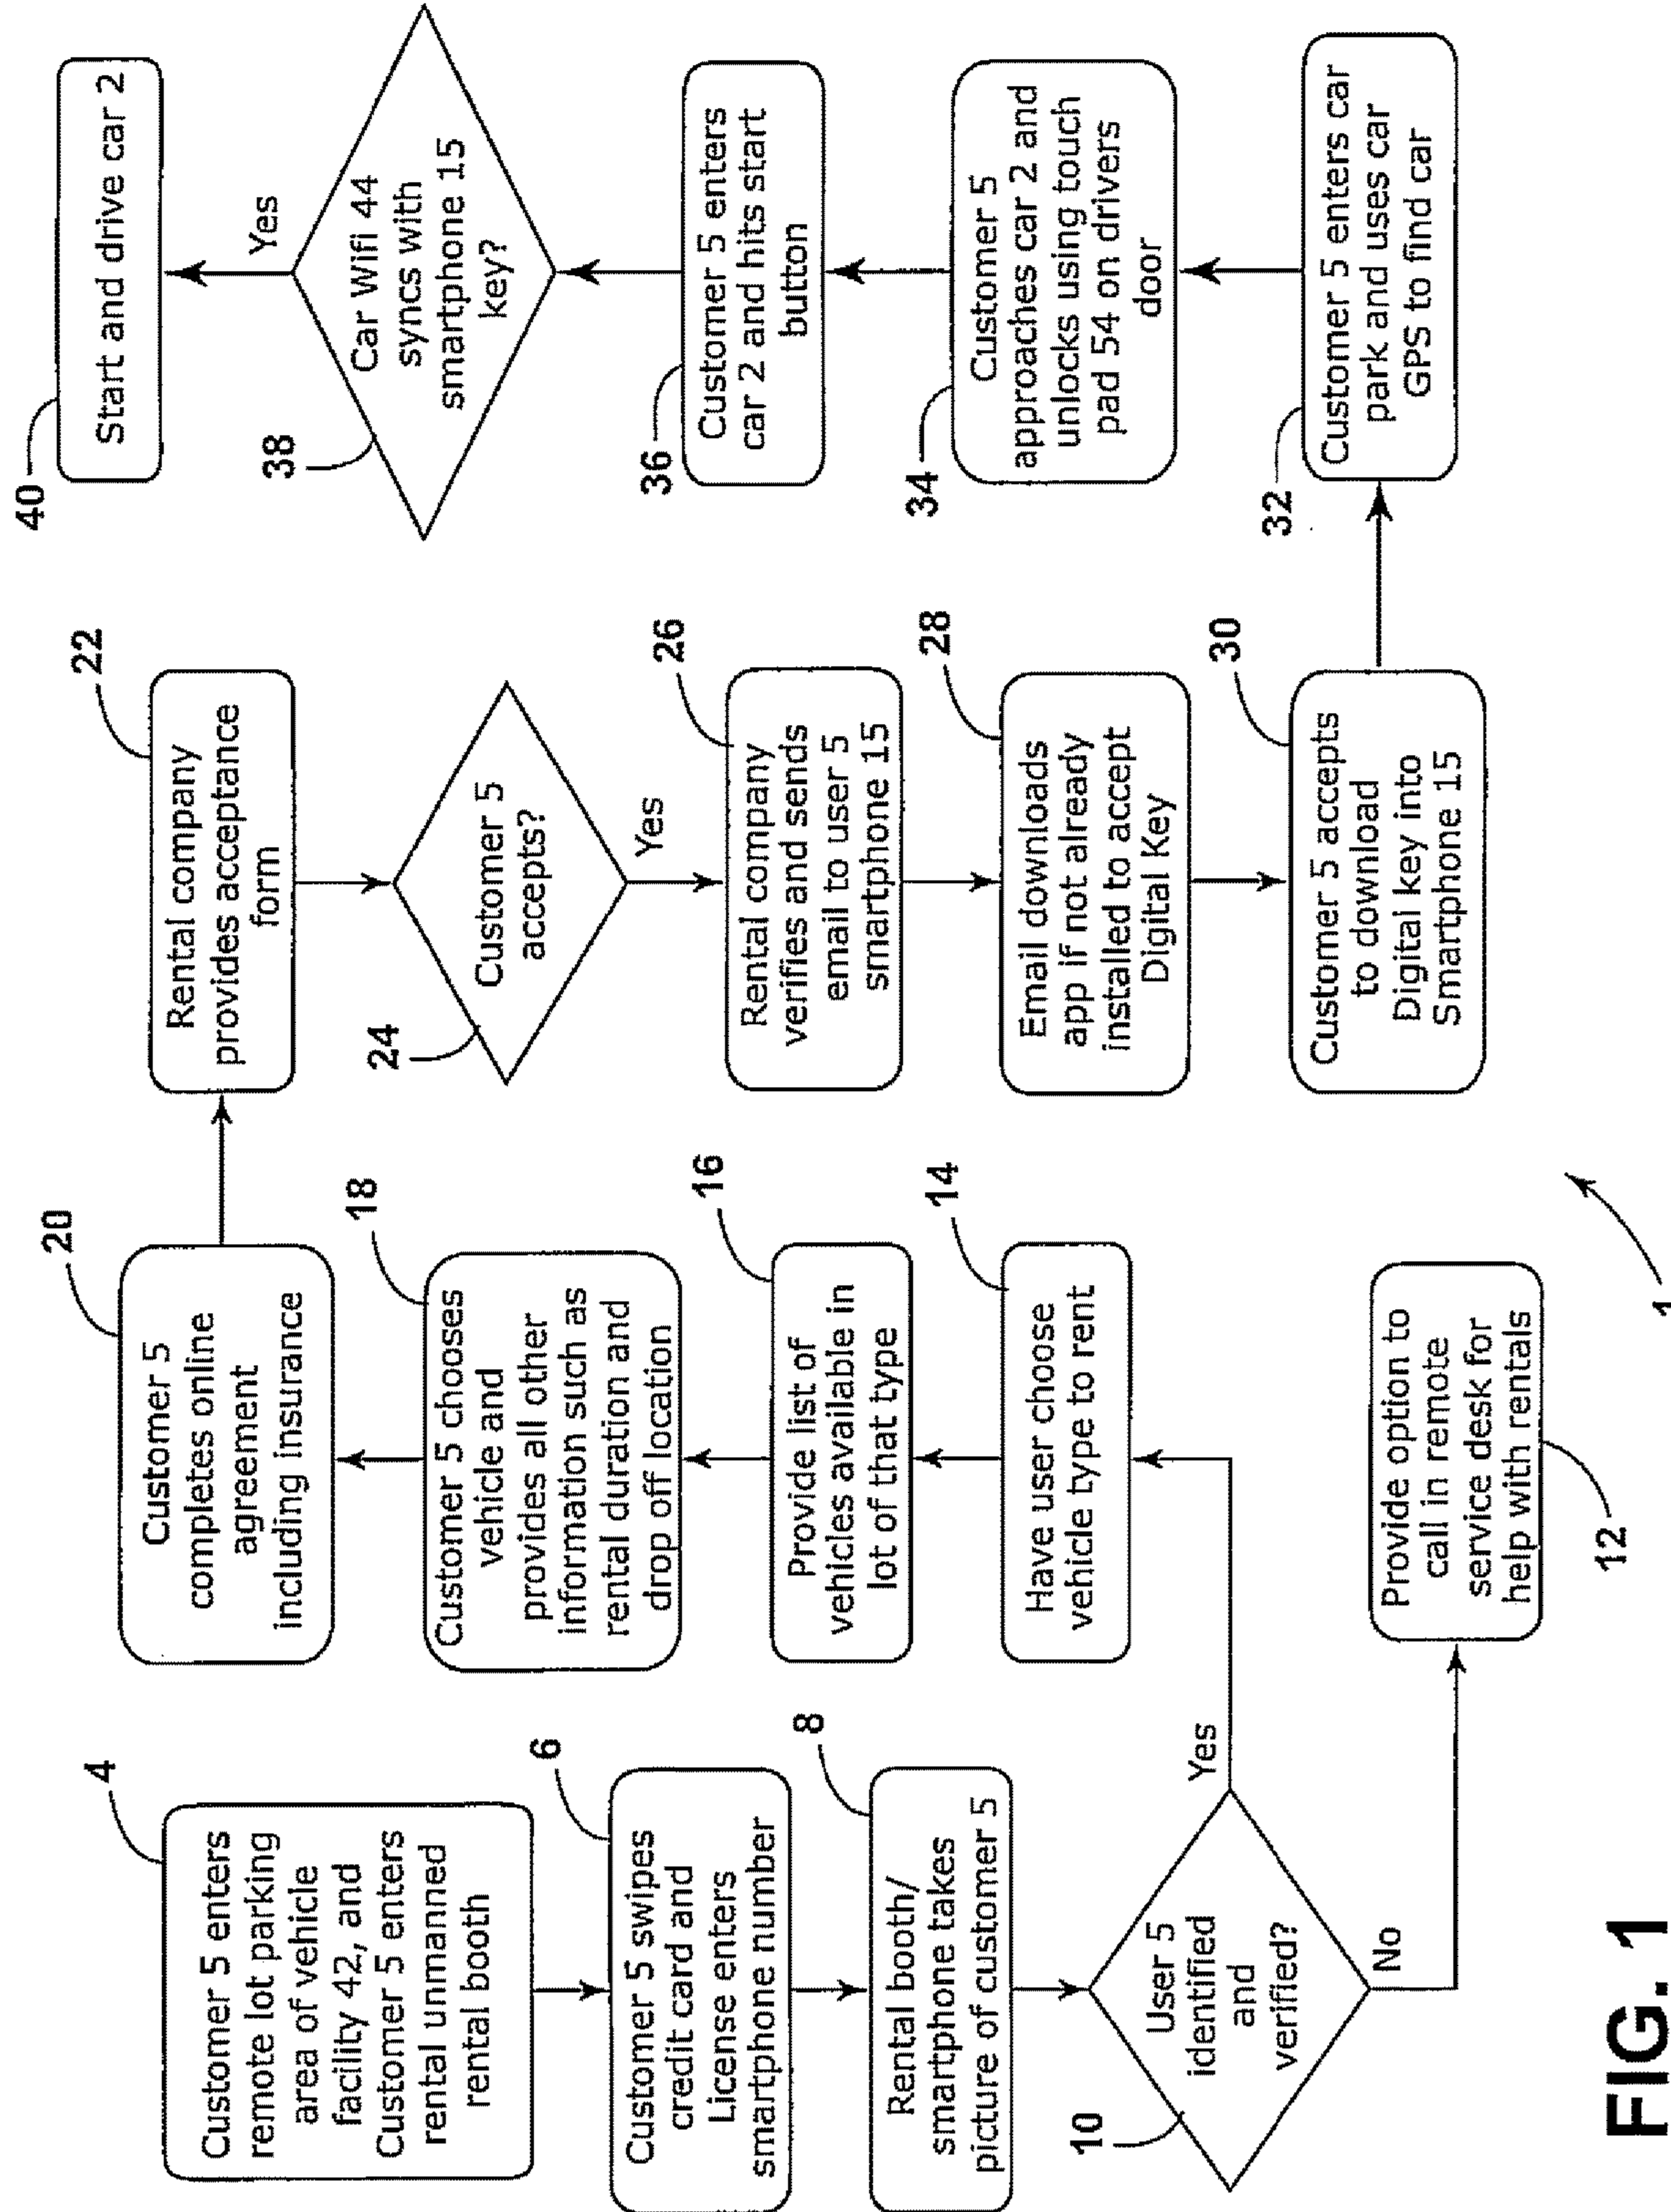 4
Customer 5 enters
remote lot parking
area of vehicle
facility 42, and
Customer 5 enters
rental unmanned
rental booth
6
Customer 5 swipes
credit card and
License enters
smartphone number
8
Rental booth/
smartphone takes
picture of customer 5
10
User 5
identified
and
verified?
Yes
No
Provide option to
call in remote
service desk for
help with rentals
12
14
Have user choose
vehicle type to rent
16
Provide list of
vehicles available in
lot of that type
18
Customer 5 chooses
vehicle and
provides all other
information such as
rental duration and
drop off location
20
Customer 5
completes online
agreement
including insurance
22
Rental company
provides acceptance
form
24
Customer 5
accepts?
Yes
26
Rental company
verifies and sends
email to user 5
smartphone 15
28
Email downloads
app if not already
installed to accept
Digital Key
30
Customer 5 accepts
to download
Digital key into
Smartphone 15
32
Customer 5 enters car
park and uses car
GPS to find car
34
Customer 5
approaches car 2 and
unlocks using touch
pad 54 on drivers
door
36
Customer 5 enters
car 2 and hits start
button
38
Car Wifi 44
syncs with
smartphone 15
key?
Yes
40
Start and drive car 2
1
FIG. 1